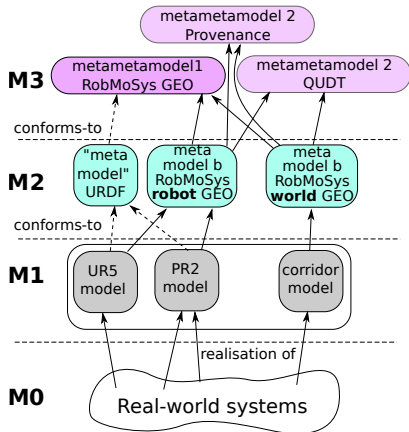 metametamodel 2
Provenance
metametamodel1
RobMoSys GEO
metametamodel 2
QUDT
M3
conforms-to
"meta
model"
URDF
meta
model b
RobMoSys
robot GEO
meta
model b
RobMoSys
world GEO
M2
conforms-to
M1
UR5
model
PR2
model
corridor
model
realisation of
M0
Real-world systems